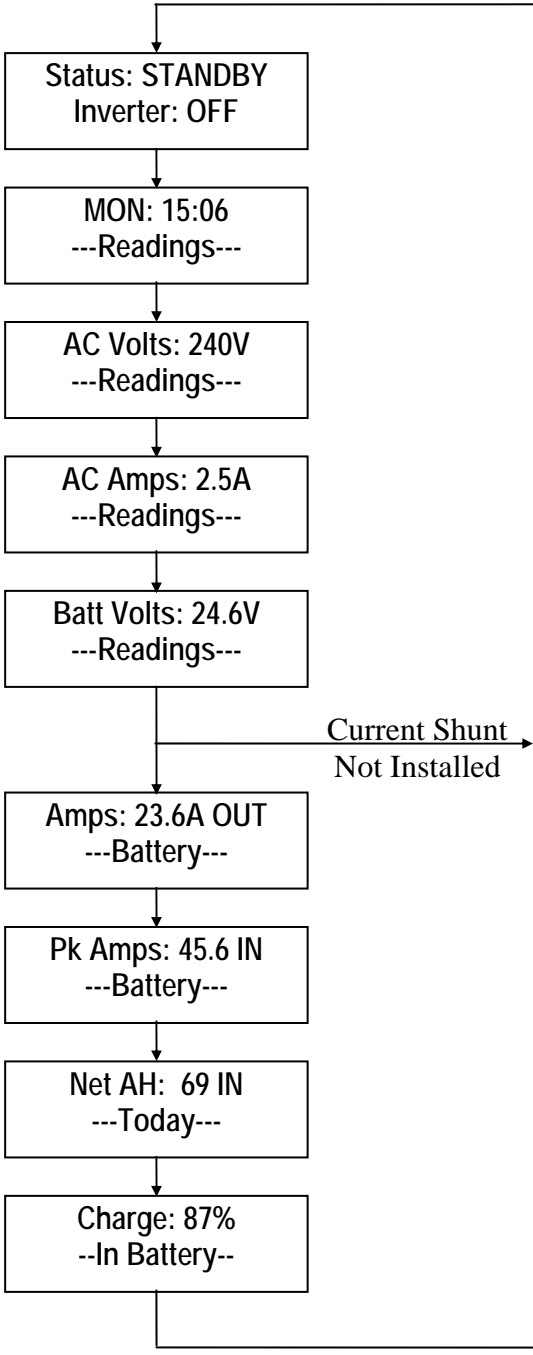 Status: STANDBY
Inverter: OFF
MON: 15:06
---Readings---
AC Volts: 240V
---Readings---
AC Amps: 2.5A
---Readings---
Batt Volts: 24.6V
---Readings---
Current Shunt
Not Installed
Amps: 23.6A OUT
---Battery---
Pk Amps: 45.6 IN
---Battery---
Net AH:  69 IN
---Today---
Charge: 87%
--In Battery--